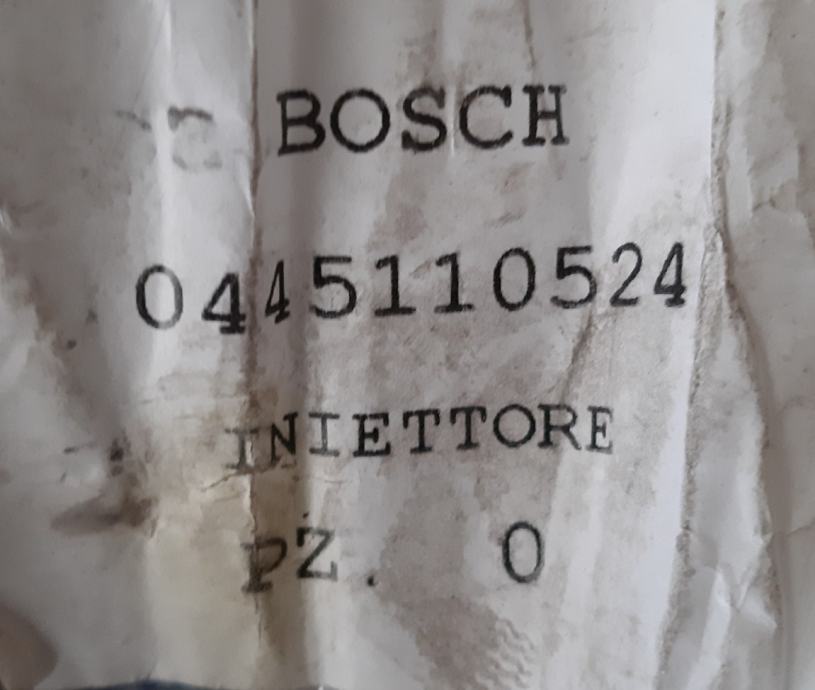 BOSCH
0445110524
INIETTORE
PZ. 0